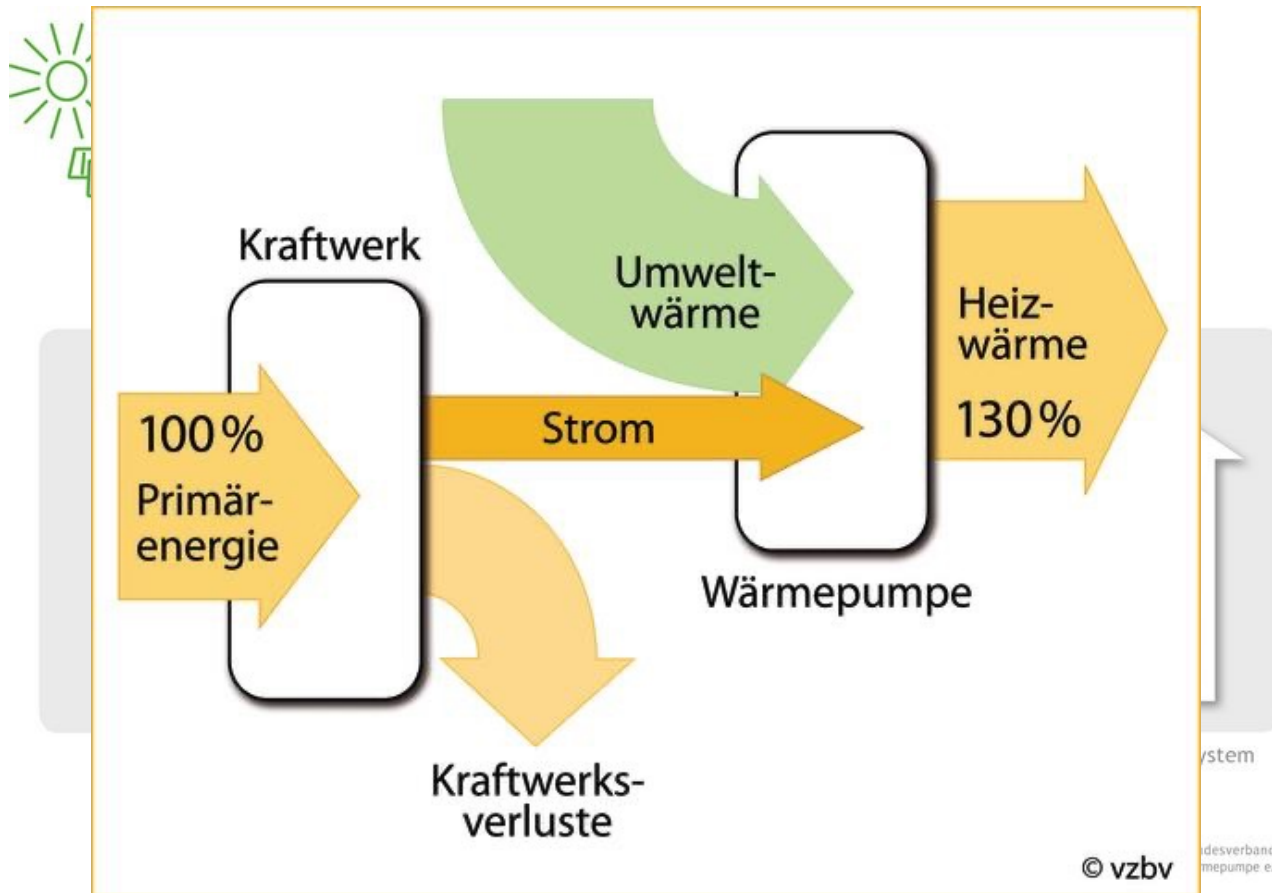 Kraftwerk
100 %
Primär-
energie
Umwelt-
wärme
Strom
Heiz-
wärme
130 %
Wärmepumpe
Kraftwerks-
verluste
© vzbv